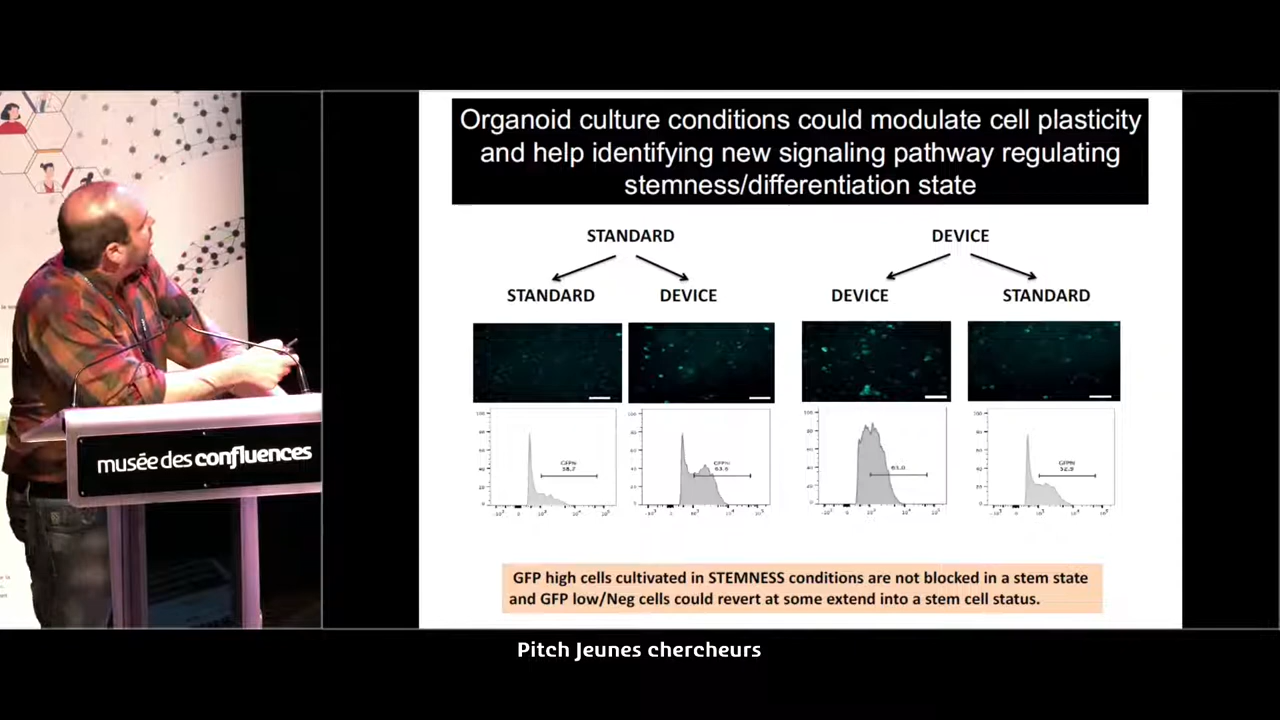 Organoid culture conditions could modulate cell plasticity
and help identifying new signaling pathway regulating
stemness/differentiation state
STANDARD
DEVICE
STANDARD
DEVICE
DEVICE
STANDARD
GFP high cells cultivated in STEMNESS conditions are not blocked in a stem state
and GFP low/Neg cells could revert at some extend into a stem cell status.
musée des confluences
Pitch Jeunes chercheurs